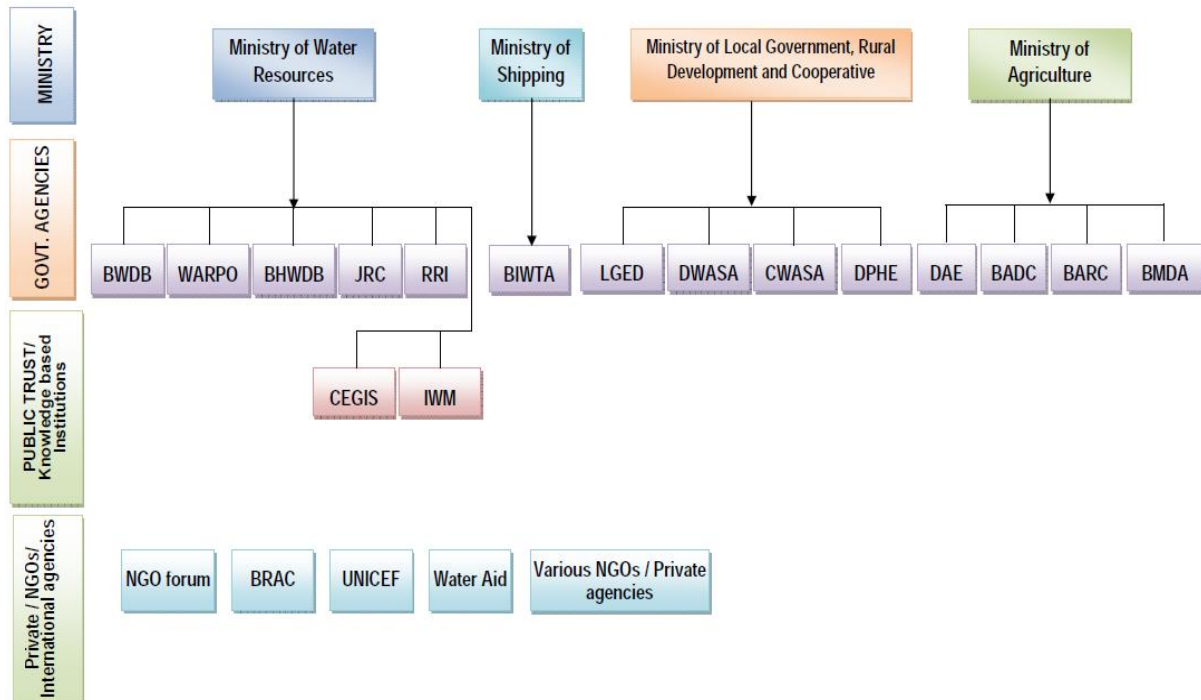 MINISTRY
Ministry of Water
Resources
Ministry of
Shipping
Ministry of Local Government, Rural
Development and Cooperative
Ministry of
Agriculture
GOVT. AGENCIES
BWDB
WARPO
BHWDB
JRC
RRI
BIWTA
LGED
DWASA
CWASA
DPHE
DAE
BADC
BARC
BMDA
PUBLIC TRUST/
Knowledge based
Institutions
CEGIS
IWM
Private / NGOs/
International agencies
NGO forum
BRAC
UNICEF
Water Aid
Various NGOs / Private
agencies